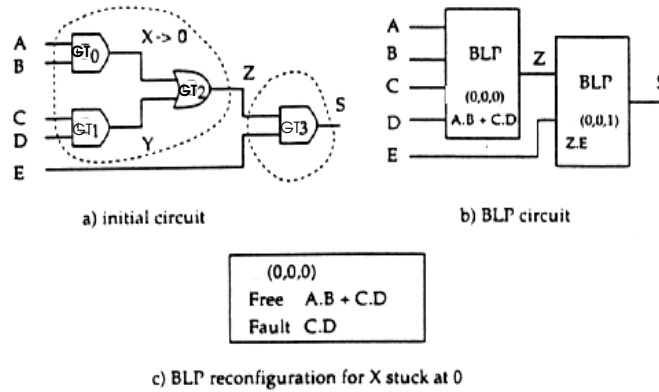 A
B
GT0
X -> 0
C
D
GT1
Y
GT2
Z
GT3
S
E
a) initial circuit
A
B
C
D
E
BLP
(0,0,0)
A.B + C.D
Z
BLP
(0,0,1)
Z.E
S
b) BLP circuit
(0,0,0)
Free A.B + C.D
Fault C.D
c) BLP reconfiguration for X stuck at 0